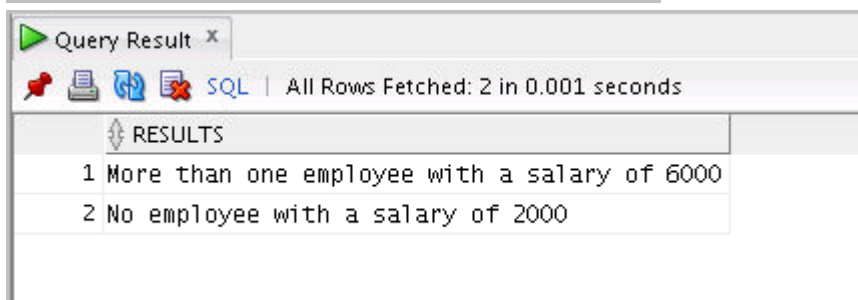 Query Result x
SQL | All Rows Fetched: 2 in 0.001 seconds
RESULTS
1 More than one employee with a salary of 6000
2 No employee with a salary of 2000